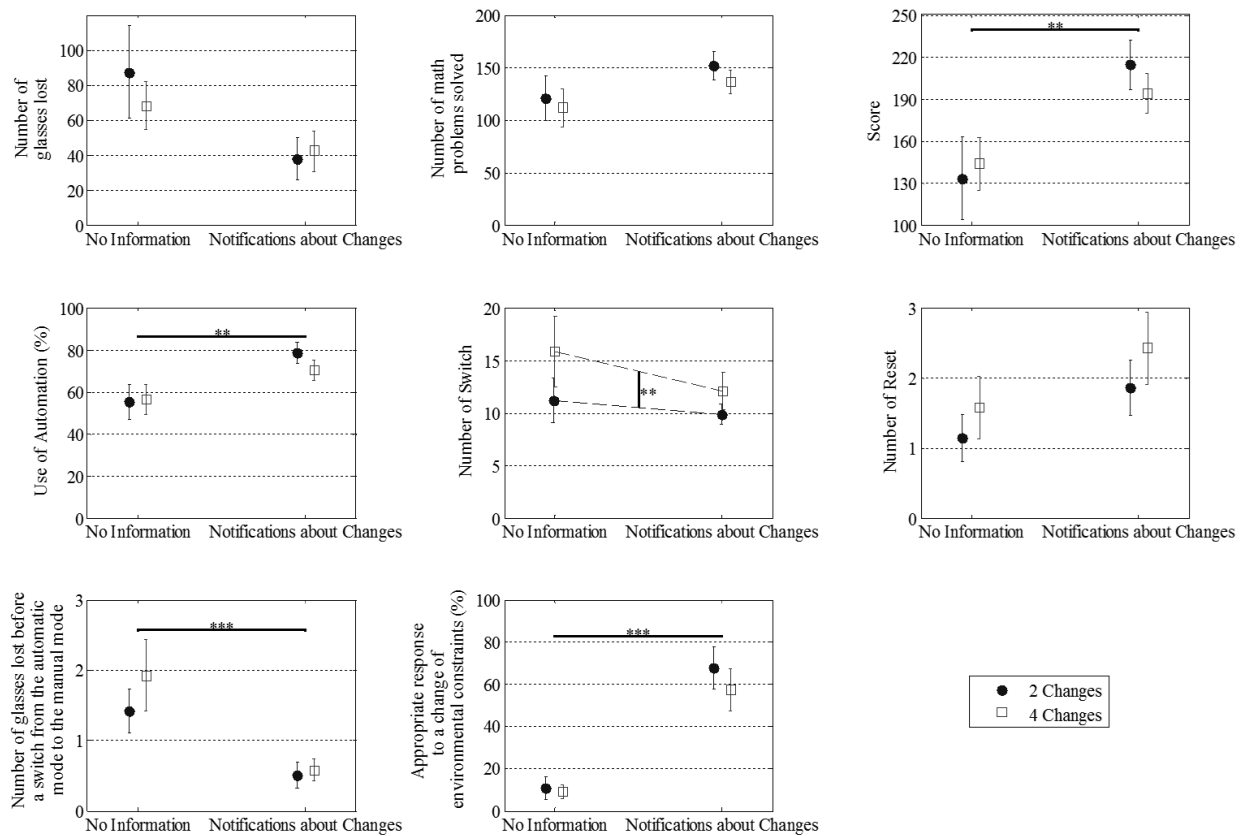 Number of
glasses lost
100
80
60
40
20
0
No Information
Notifications about Changes
Number of math
problems solved
200
150
100
50
0
No Information
Notifications about Changes
Score
250
220
190
160
130
100
**
No Information
Notifications about Changes
Use of Automation (%)
100
80
60
40
20
0
**
No Information
Notifications about Changes
Number of Switch
20
15
10
5
0
**
No Information
Notifications about Changes
Number of Reset
3
2
1
0
No Information
Notifications about Changes
Number of glasses lost before
a switch from the automatic
mode to the manual mode
3
2
1
0
***
No Information
Notifications about Changes
Appropriate response
to a change of
environmental constraints (%)
100
80
60
40
20
0
***
No Information
Notifications about Changes
2 Changes
4 Changes